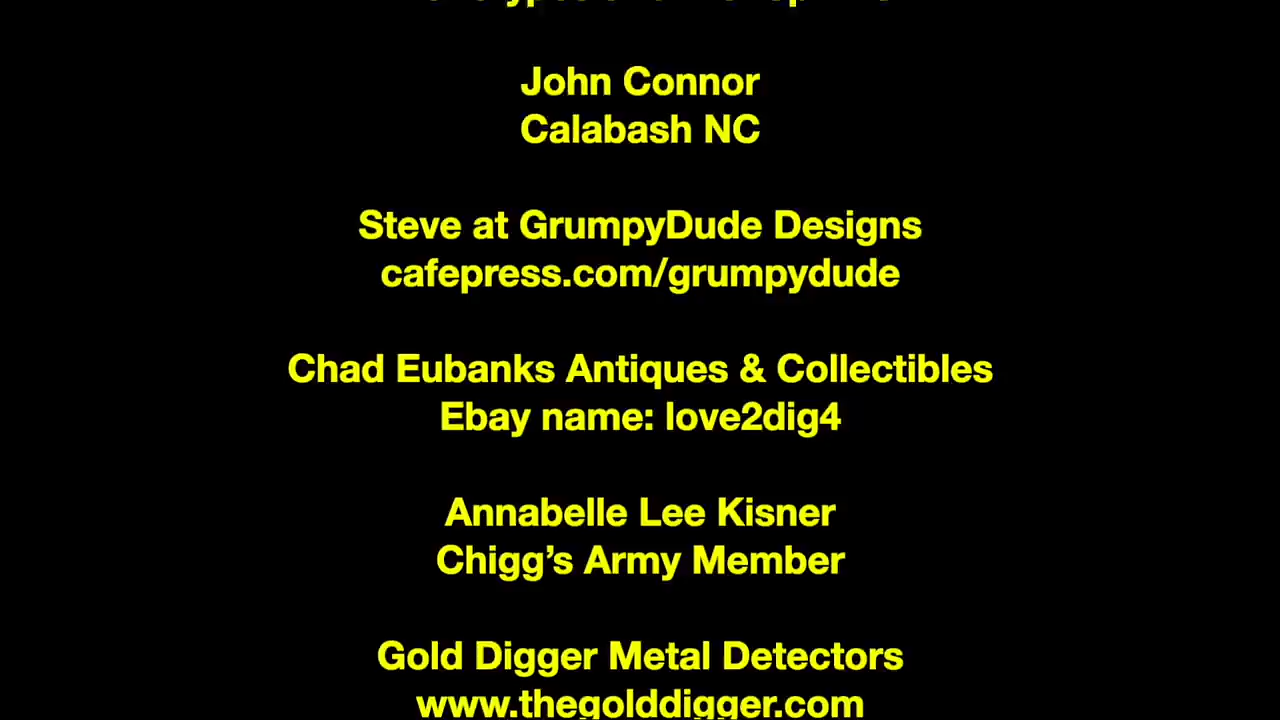 John Connor
Calabash NC
Steve at GrumpyDude Designs
cafepress.com/grumpydude
Chad Eubanks Antiques & Collectibles
Ebay name: love2dig4
Annabelle Lee Kisner
Chigg’s Army Member
Gold Digger Metal Detectors
www.thegolddigger.com